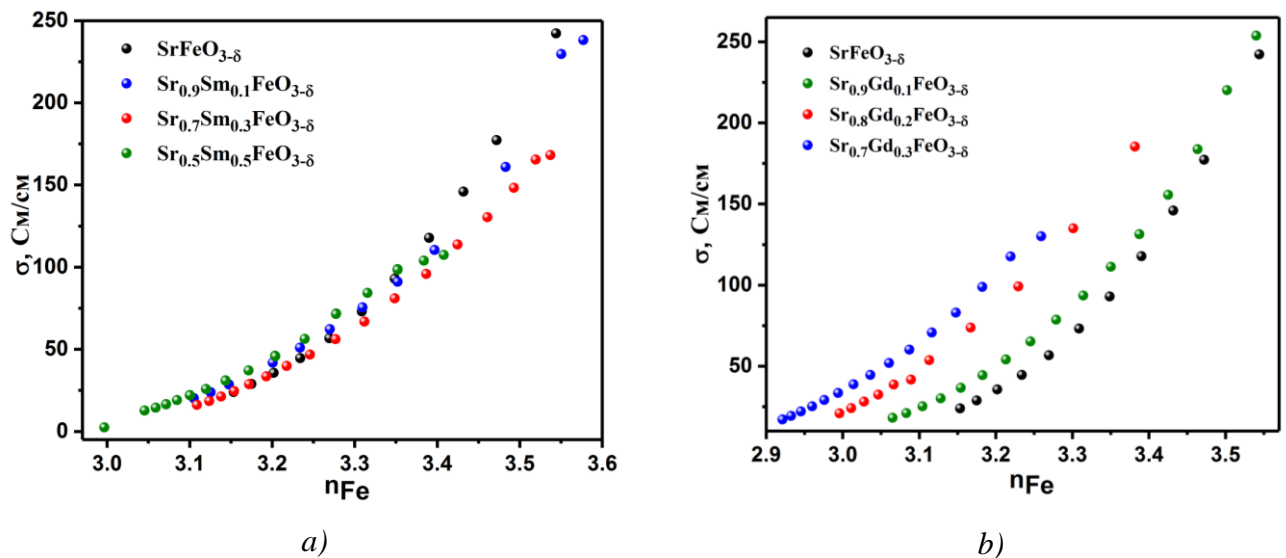 250
200
150
100
50
0
σ, См/см
SrFeO₃₋δ
Sr₀.₉Sm₀.₁FeO₃₋δ
Sr₀.₇Sm₀.₃FeO₃₋δ
Sr₀.₅Sm₀.₅FeO₃₋δ
3.0 3.1 3.2 3.3 3.4 3.5 3.6
nFe
a)
250
200
150
100
50
σ, См/см
SrFeO₃₋δ
Sr₀.₉Gd₀.₁FeO₃₋δ
Sr₀.₈Gd₀.₂FeO₃₋δ
Sr₀.₇Gd₀.₃FeO₃₋δ
2.9 3.0 3.1 3.2 3.3 3.4 3.5
nFe
b)